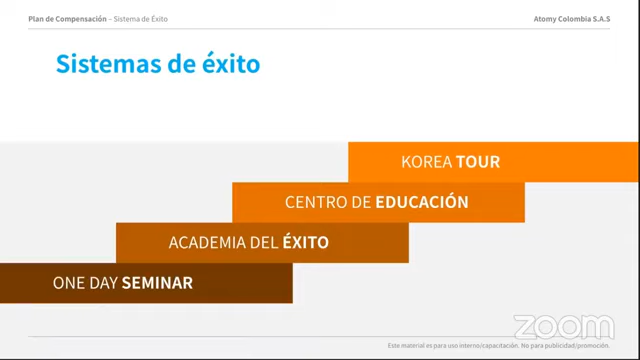 Plan de Compensación – Sistema de Éxito
Atomy Colombia S.A.S
Sistemas de éxito
KOREA TOUR
CENTRO DE EDUCACIÓN
ACADEMIA DEL ÉXITO
ONE DAY SEMINAR
zoom
Este material es para uso interno/capacitación. No para publicidad/promoción.